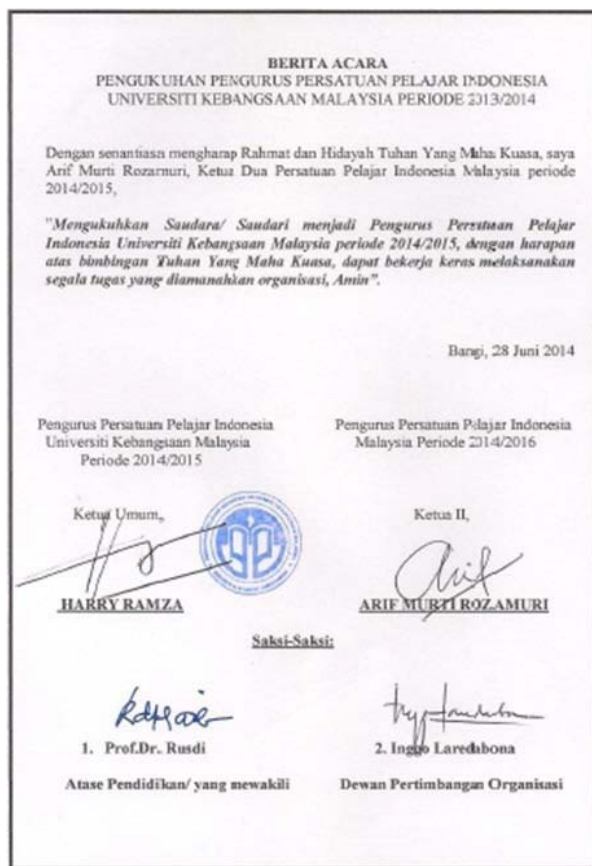 BERITA ACARA
PENGUKUHAN PENGURUS PERSATUAN PELAJAR INDONESIA
UNIVERSITI KEBANGSAAN MALAYSIA PERIODE 2013/2014
Dengan senantiasa mengharap Rahmat dan Hidayah Tuhan Yang Maha Kuasa, saya
Arif Murti Rozamuri, Ketua Dua Persatuan Pelajar Indonesia Malaysia periode
2014/2015,
"Mengukuhkan Saudara/ Saudari menjadi Pengurus Persatuan Pelajar
Indonesia Universiti Kebangsaan Malaysia periode 2014/2015, dengan harapan
atas bimbingan Tuhan Yang Maha Kuasa, dapat bekerja keras melaksanakan
segala tugas yang diamanahkan organisasi, Amin".
Bangi, 28 Juni 2014
Pengurus Persatuan Pelajar Indonesia
Universiti Kebangsaan Malaysia
Periode 2014/2015
Pengurus Persatuan Pelajar Indonesia
Malaysia Periode 2014/2016
Ketua Umum,
Ketua II,
HARRY RAMZA
ARIF MURTI ROZAMURI
Saksi-Saksi:
1. Prof.Dr. Rusdi
2. Inggo Laredabona
Atase Pendidikan/ yang mewakili
Dewan Pertimbangan Organisasi